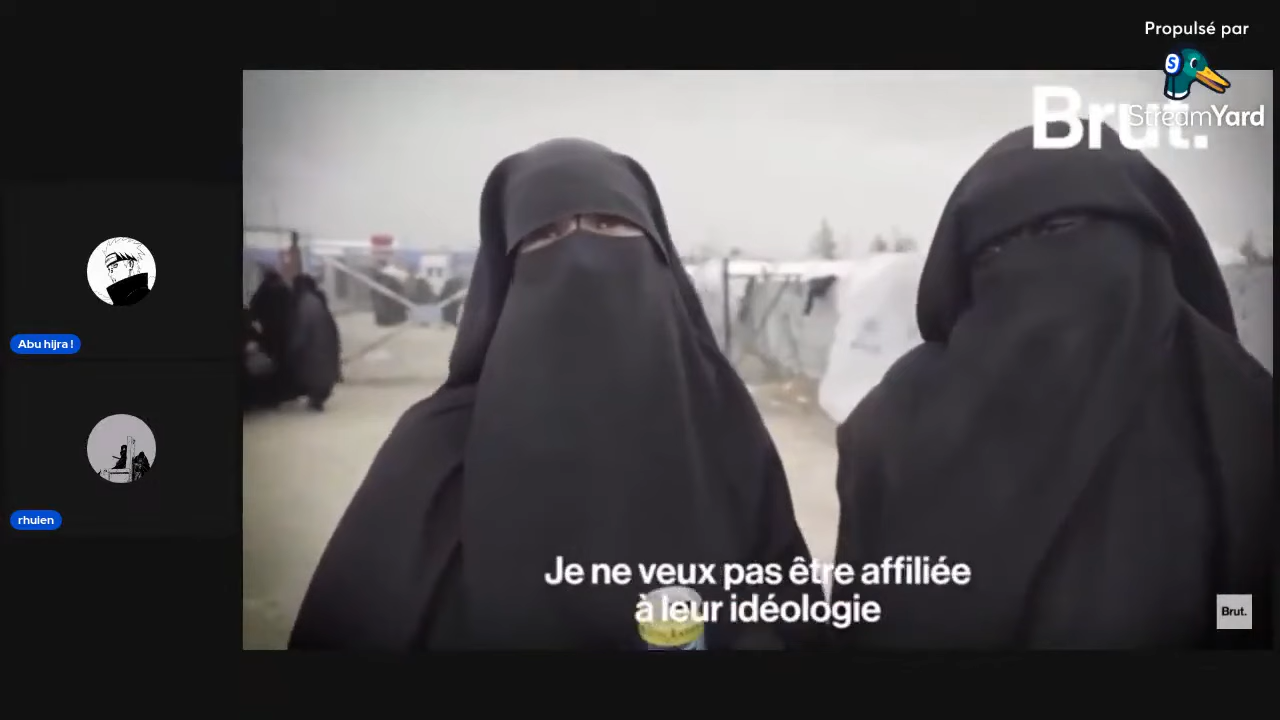 Propulsé par
StreamYard
Brut.
Abu hijra !
rhuien
Je ne veux pas être affiliée
à leur idéologie
Brut.